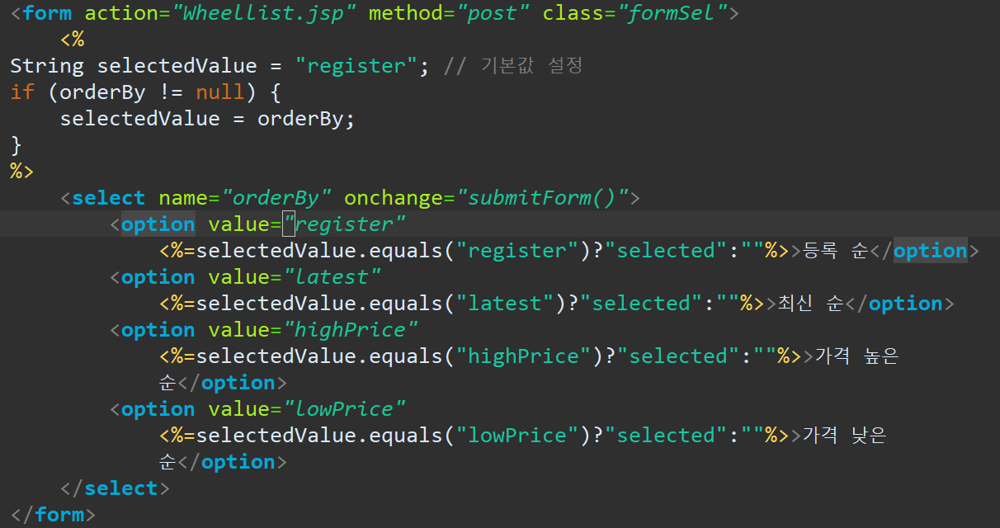 <form action="Wheellist.jsp" method="post" class="formSel">
    <%
String selectedValue = "register"; // 기본값 설정
if (orderBy != null) {
    selectedValue = orderBy;
}
%>
    <select name="orderBy" onchange="submitForm()">
        <option value="register"
            <%=selectedValue.equals("register")?"selected":""%>>등록 순</option>
        <option value="latest"
            <%=selectedValue.equals("latest")?"selected":""%>>최신 순</option>
        <option value="highPrice"
            <%=selectedValue.equals("highPrice")?"selected":""%>>가격 높은
            순</option>
        <option value="lowPrice"
            <%=selectedValue.equals("lowPrice")?"selected":""%>>가격 낮은
            순</option>
    </select>
</form>